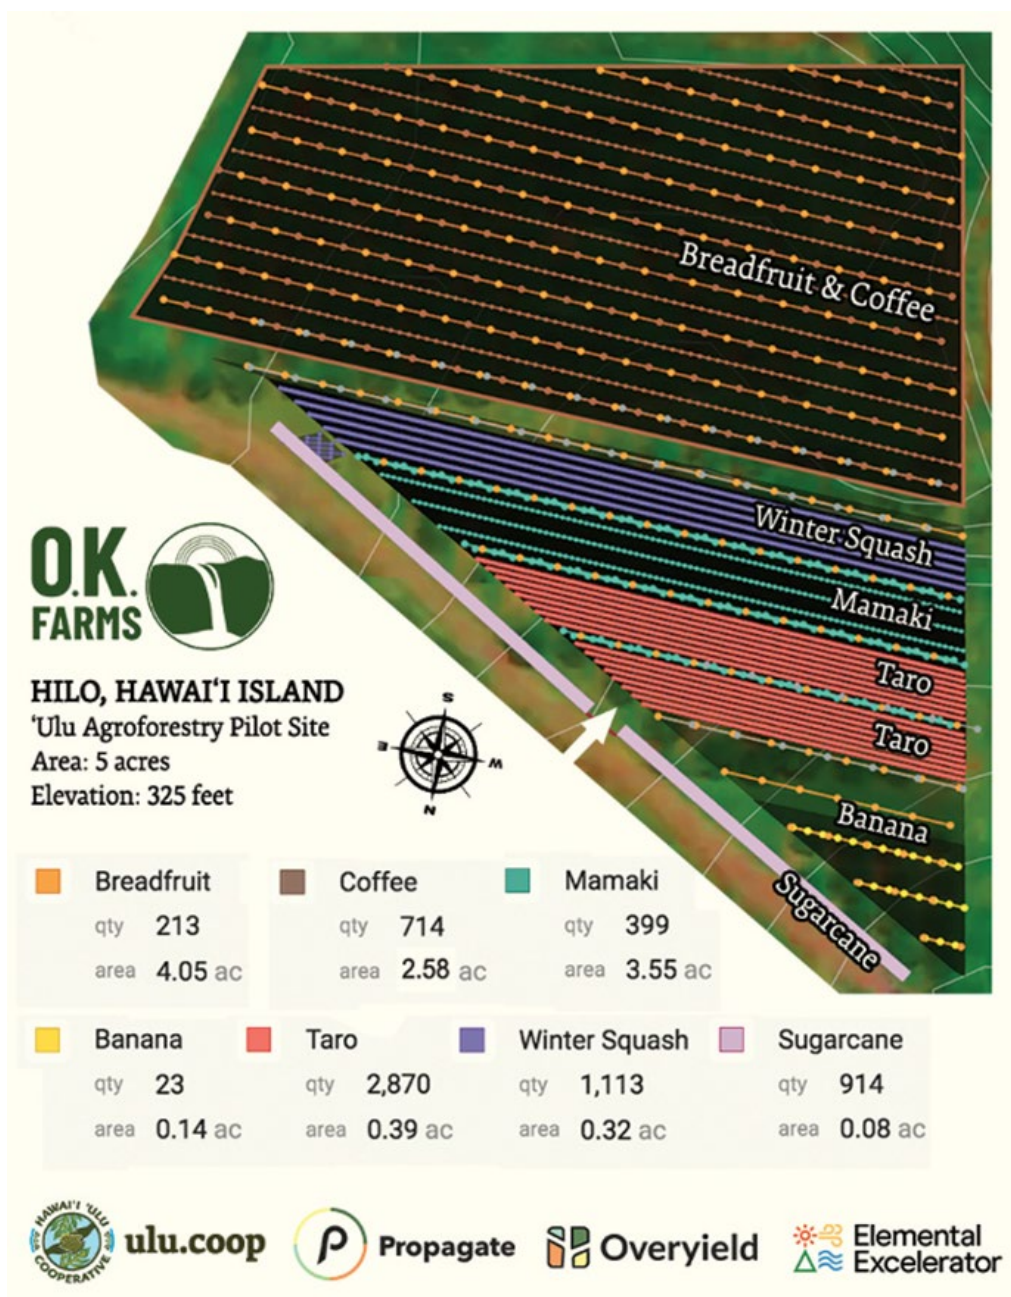 Breadfruit & Coffee
Winter Squash
Mamaki
Taro
Taro
Banana
Sugarcane
O.K.
FARMS
HILO, HAWAIʻI ISLAND
ʻUlu Agroforestry Pilot Site
Area: 5 acres
Elevation: 325 feet
S
E
W
N
Breadfruit
qty 213
area 4.05 ac
Coffee
qty 714
area 2.58 ac
Mamaki
qty 399
area 3.55 ac
Banana
qty 23
area 0.14 ac
Taro
qty 2,870
area 0.39 ac
Winter Squash
qty 1,113
area 0.32 ac
Sugarcane
qty 914
area 0.08 ac
HAWAIʻI ʻULU
COOPERATIVE
ulu.coop
P
Propagate
Overyield
Elemental
Excelerator